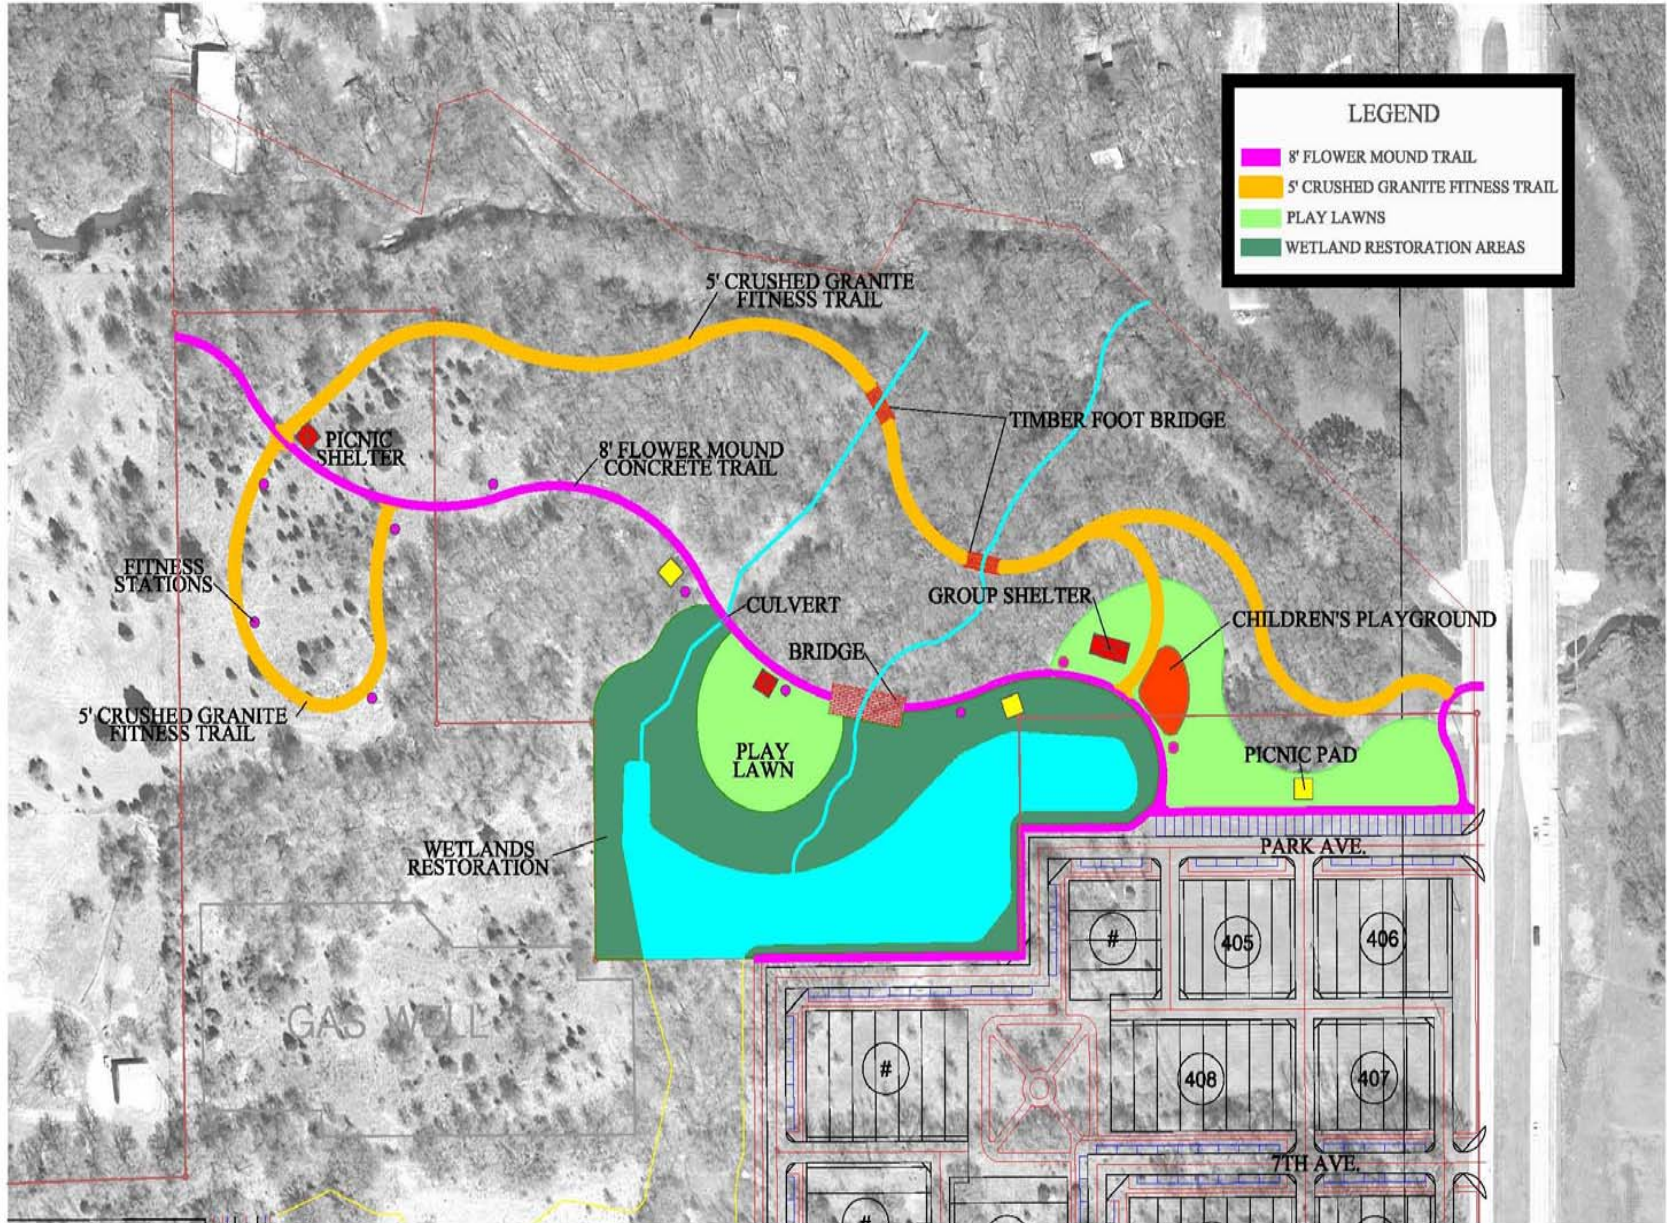 LEGEND
8' FLOWER MOUND TRAIL
5' CRUSHED GRANITE FITNESS TRAIL
PLAY LAWNS
WETLAND RESTORATION AREAS
5' CRUSHED GRANITE
FITNESS TRAIL
TIMBER FOOT BRIDGE
PICNIC
SHELTER
8' FLOWER MOUND
CONCRETE TRAIL
FITNESS
STATIONS
CULVERT
GROUP SHELTER
CHILDREN'S PLAYGROUND
BRIDGE
5' CRUSHED GRANITE
FITNESS TRAIL
PLAY
LAWN
PICNIC PAD
WETLANDS
RESTORATION
PARK AVE.
#
405
406
GAS WELL
#
408
407
7TH AVE.
#